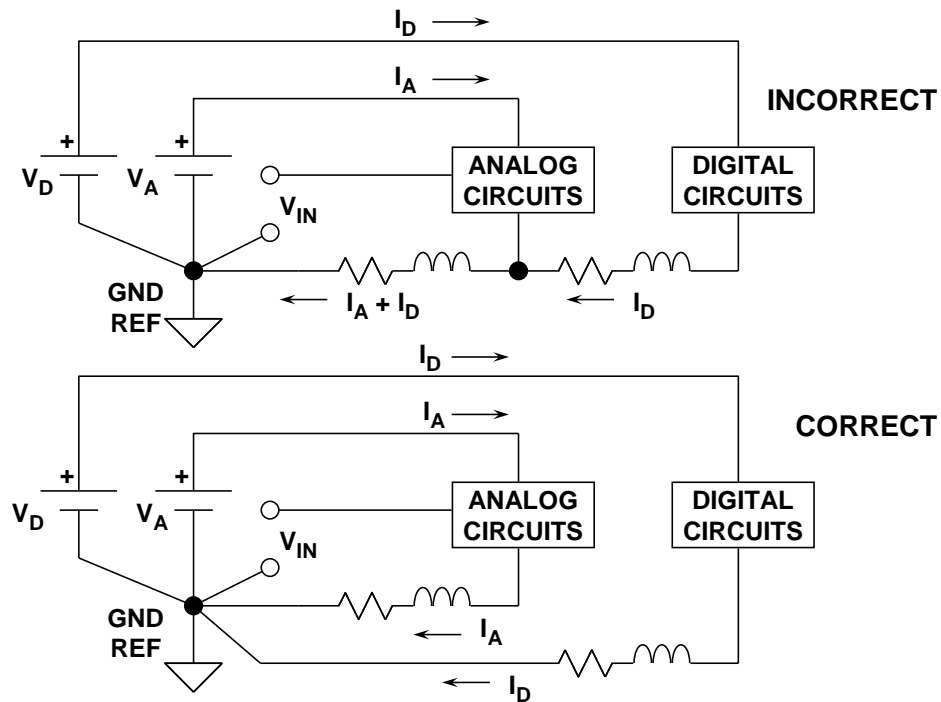 I_D
I_A
INCORRECT
+
+
ANALOG CIRCUITS
DIGITAL CIRCUITS
V_D
V_A
V_IN
GND REF
I_A + I_D
I_D
I_D
I_A
CORRECT
+
+
ANALOG CIRCUITS
DIGITAL CIRCUITS
V_D
V_A
V_IN
GND REF
I_A
I_D